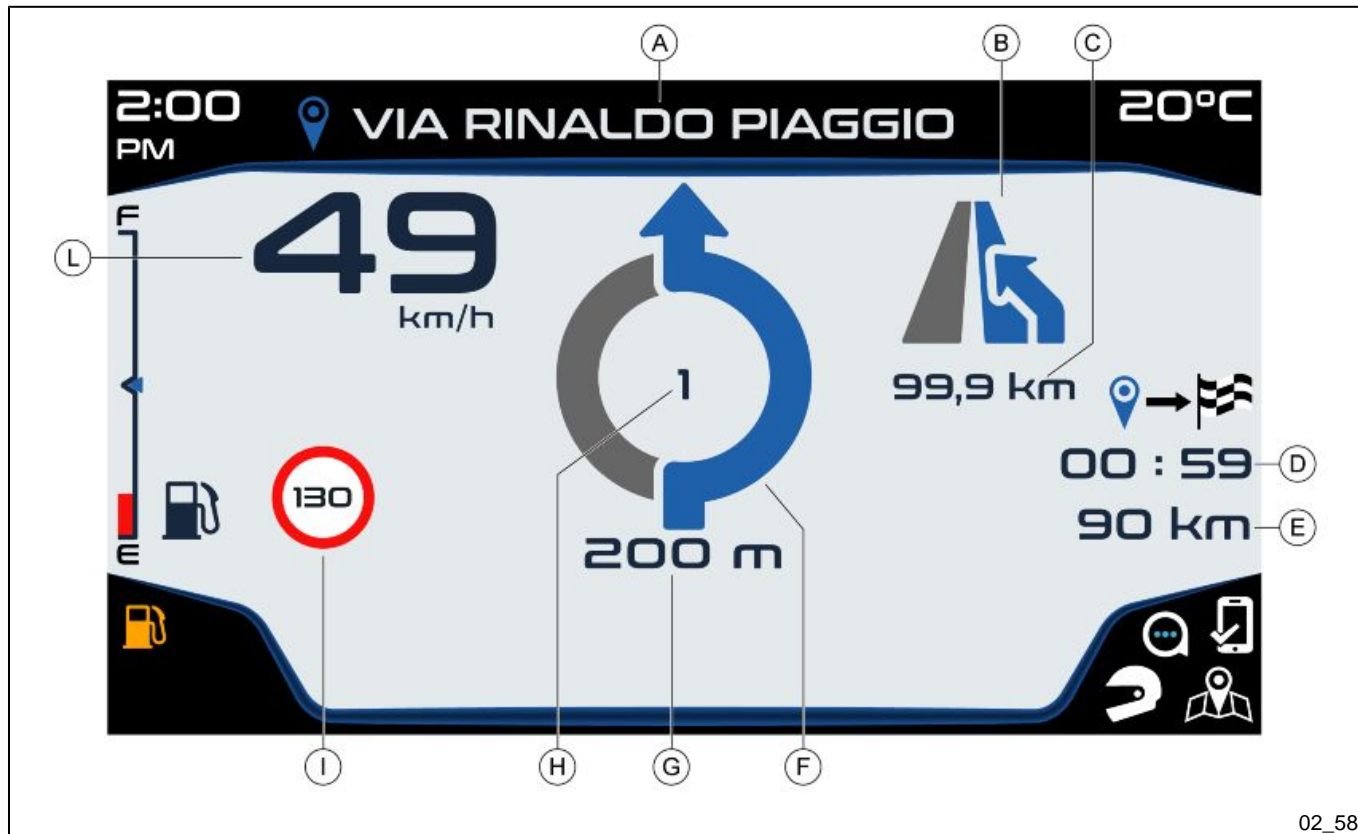 A
B
C
2:00
PM
VIA RINALDO PIAGGIO
20°C
F
49
km/h
L
1
99,9 km
00 : 59
D
90 km
E
130
200 m
E
I
H
G
F
02_58